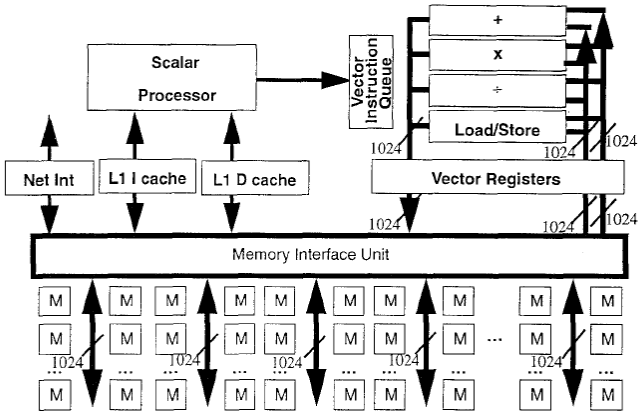 +
x
÷
Load/Store
Scalar
Processor
Vector
Instruction
Queue
1024
1024
1024
Net Int
L1 I cache
L1 D cache
Vector Registers
1024
1024
1024
Memory Interface Unit
M M M M M M M M M M
M M M M M M M M ... M M
1024 1024 1024 1024 1024
... ... ... ... ... ... ... ... ... ...
M M M M M M M M M M